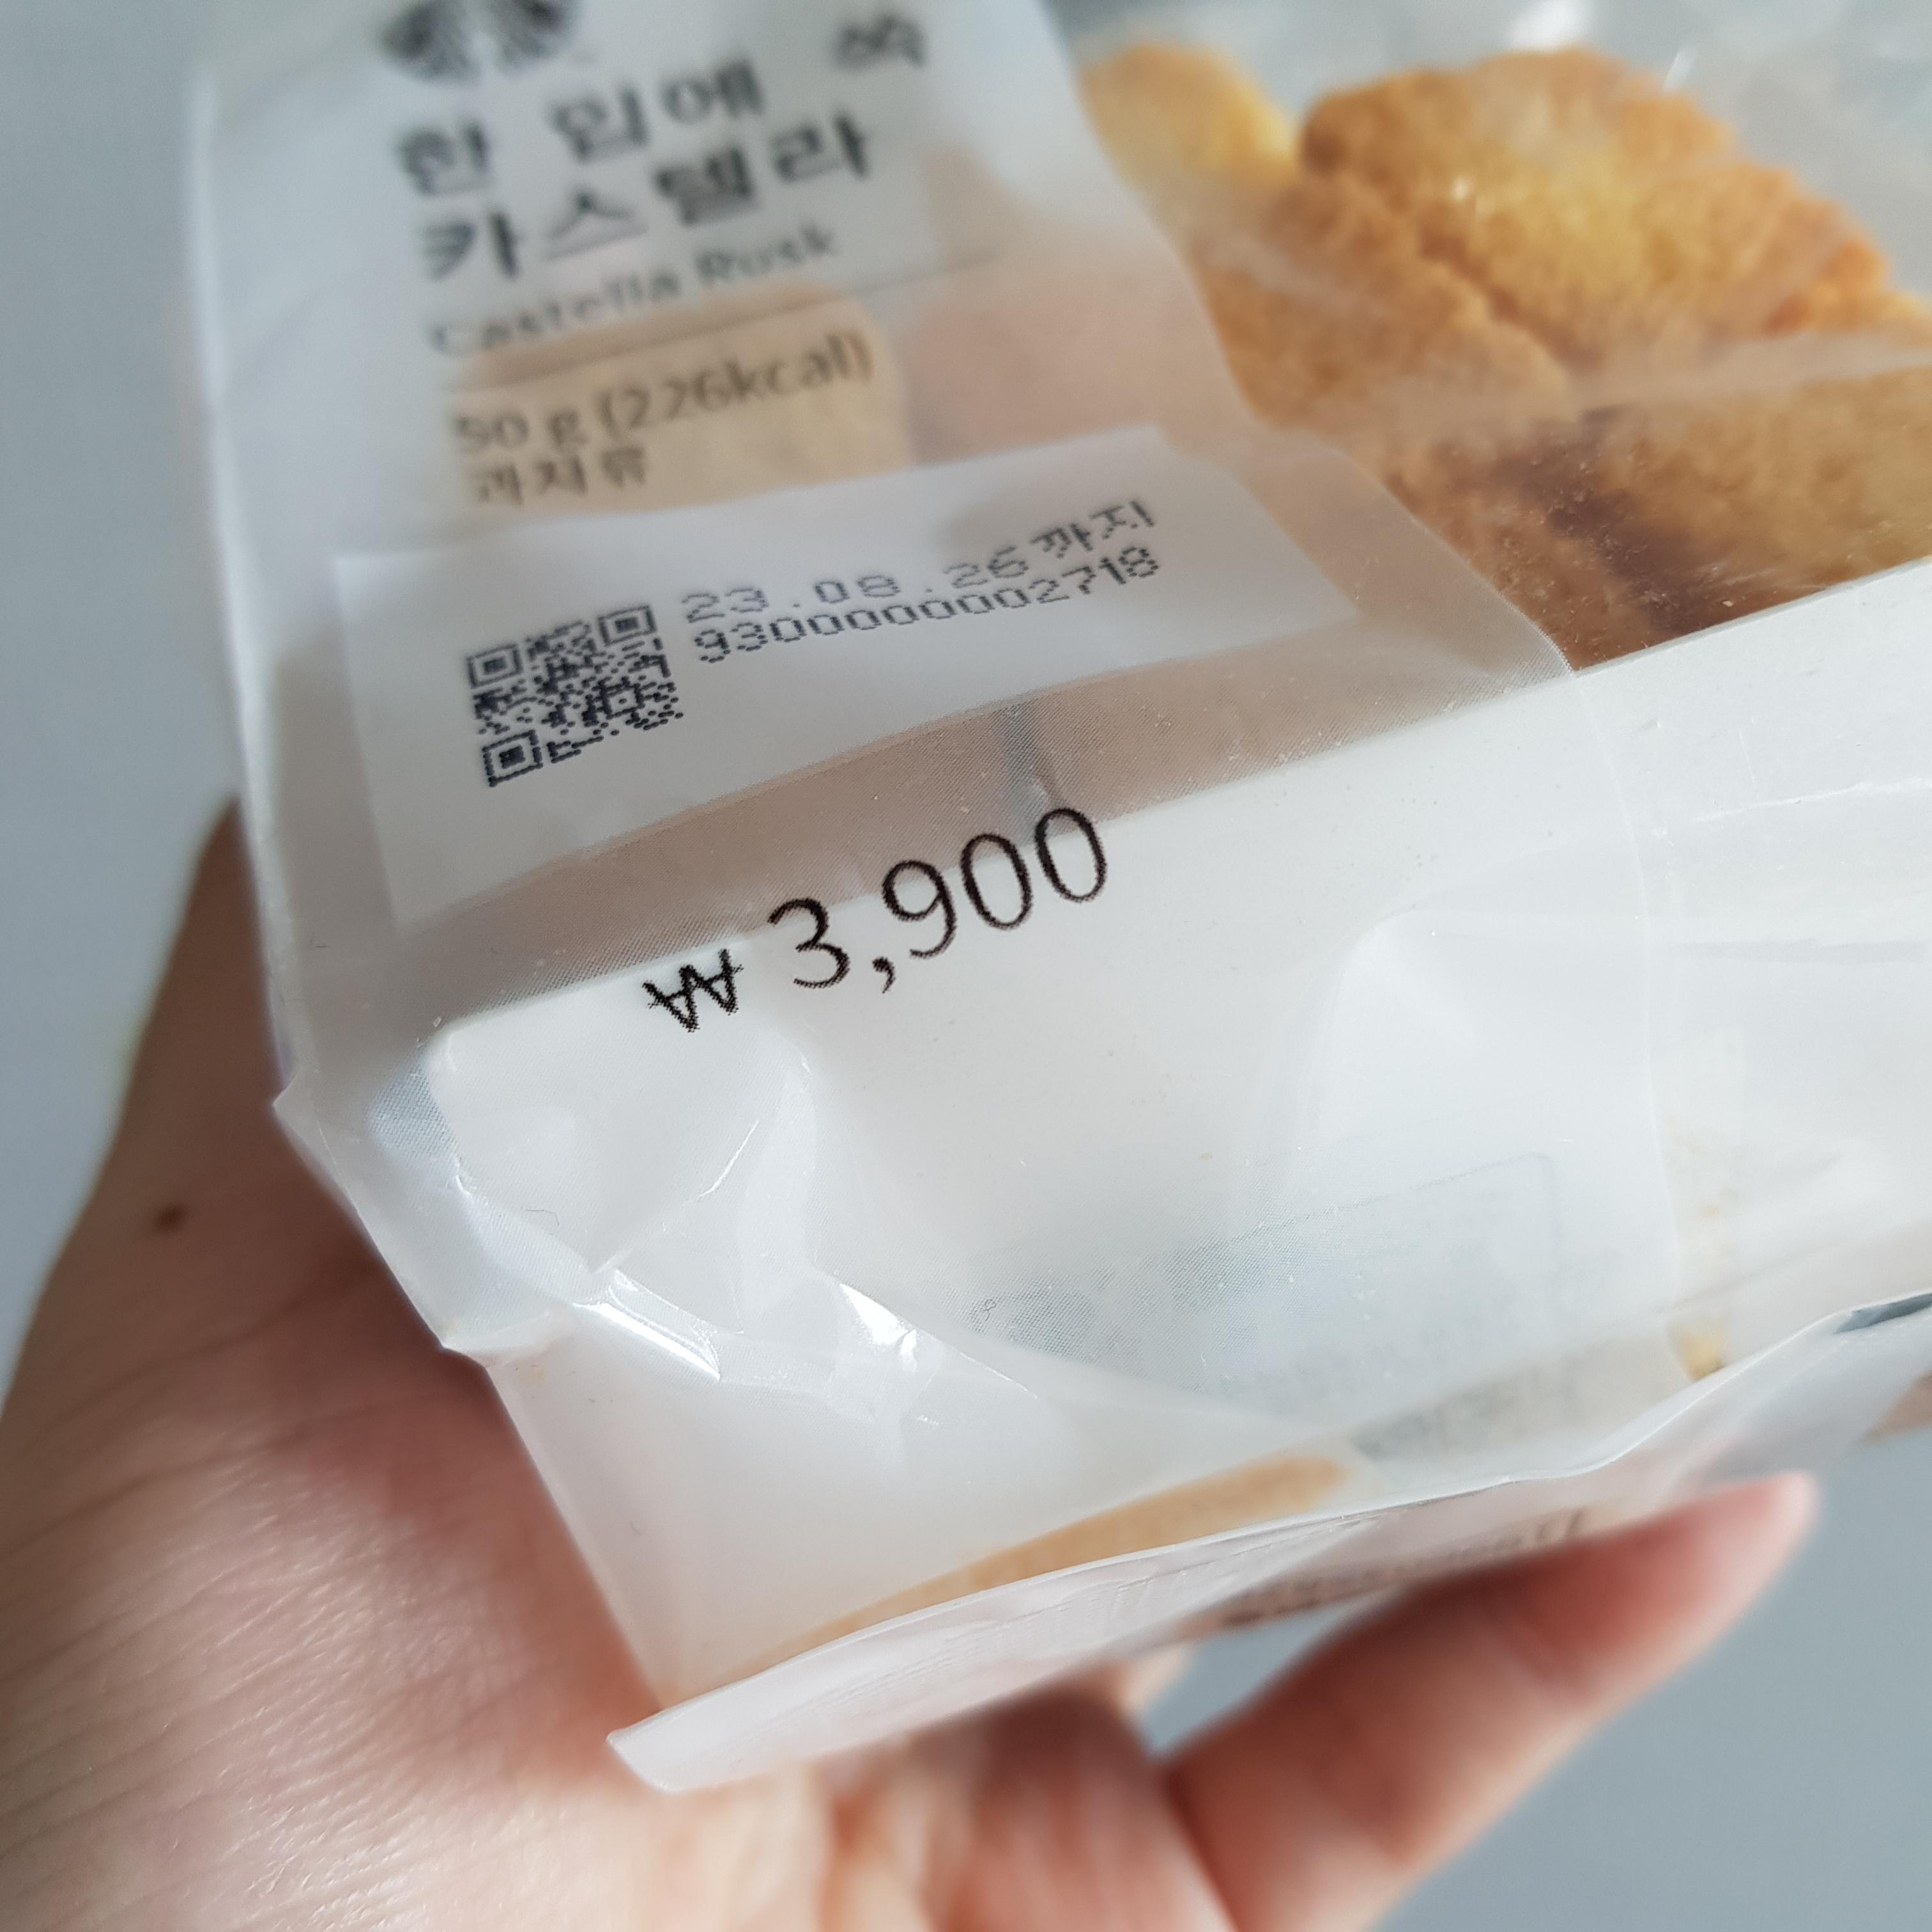 한 입에 쏙
카스텔라
Castella Rusk
50 g (226kcal)
과자류
23.08.26까지
9300000002718
₩ 3,900